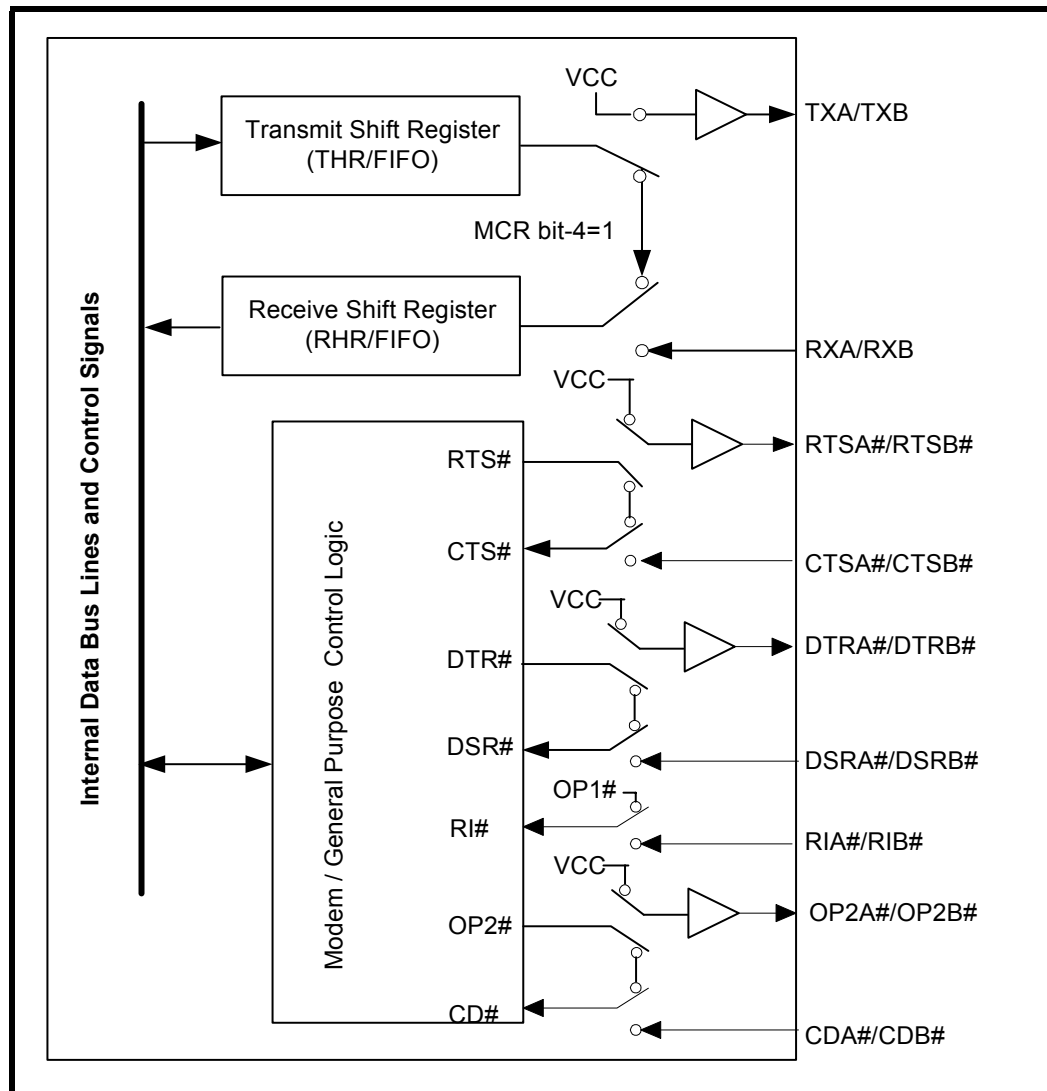 VCC
TXA/TXB
Transmit Shift Register
(THR/FIFO)
MCR bit-4=1
Receive Shift Register
(RHR/FIFO)
RXA/RXB
Internal Data Bus Lines and Control Signals
VCC
RTSA#/RTSB#
RTS#
CTS#
CTSA#/CTSB#
Modem / General Purpose Control Logic
VCC
DTRA#/DTRB#
DTR#
DSR#
DSRA#/DSRB#
OP1#
RI#
RIA#/RIB#
VCC
OP2A#/OP2B#
OP2#
CD#
CDA#/CDB#